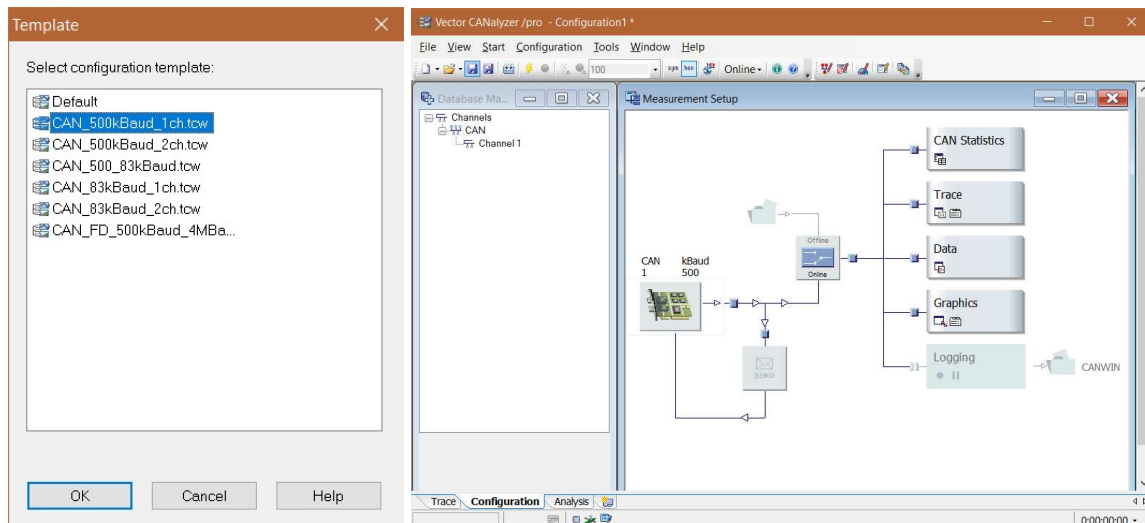 Template
Select configuration template:
Default
CAN_500kBaud_1ch.tcw
CAN_500kBaud_2ch.tcw
CAN_500_83kBaud.tcw
CAN_83kBaud_1ch.tcw
CAN_83kBaud_2ch.tcw
CAN_FD_500kBaud_4MBa...
OK Cancel Help
Vector CANalyzer /pro - Configuration1 *
File View Start Configuration Tools Window Help
100 sym hex Online
Database Ma...
Channels
CAN
Channel 1
Measurement Setup
CAN Statistics
Trace
Data
Graphics
Logging
CANWIN
Offline
Online
CAN kBaud
1 500
SEND
Trace Configuration Analysis
0:00:00:00